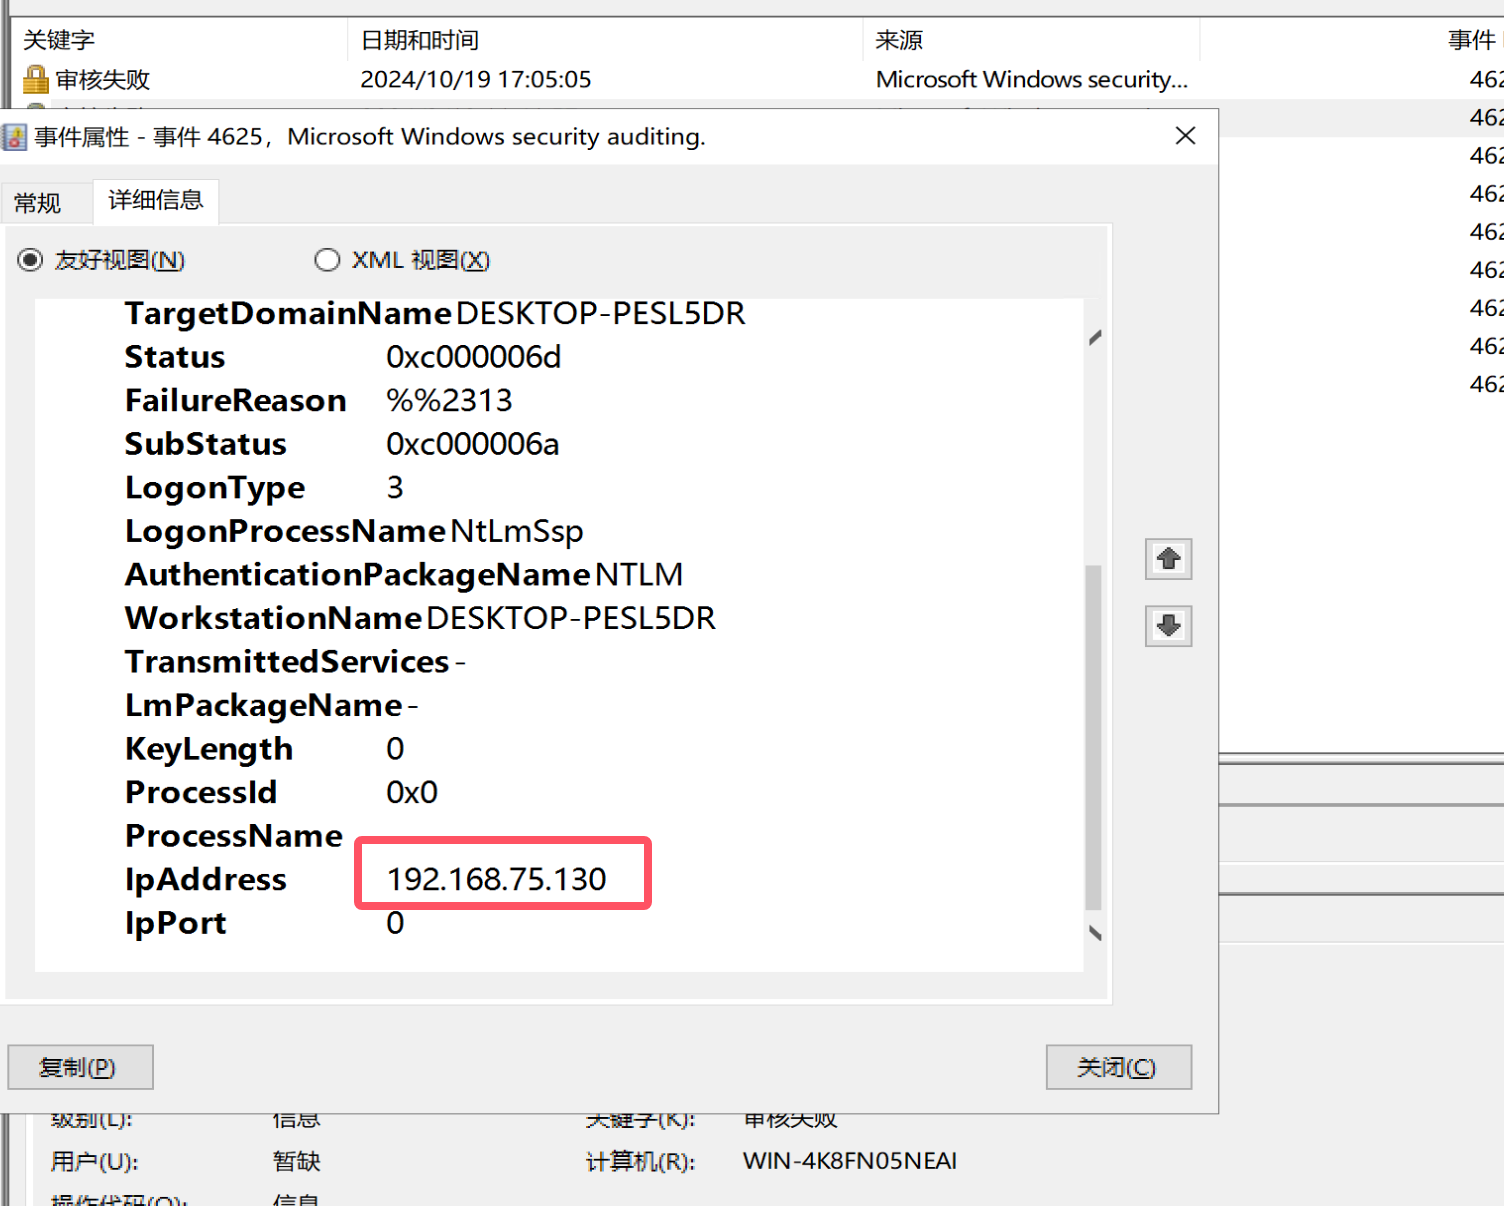 关键字 日期和时间 来源 事件
审核失败 2024/10/19 17:05:05 Microsoft Windows security... 462
462
事件属性 - 事件 4625，Microsoft Windows security auditing.
462
常规 详细信息
462
462
友好视图(N) XML 视图(X)
462
TargetDomainName DESKTOP-PESL5DR
462
Status 0xc000006d
462
FailureReason %%2313
462
SubStatus 0xc000006a
LogonType 3
LogonProcessName NtLmSsp
AuthenticationPackageName NTLM
WorkstationName DESKTOP-PESL5DR
TransmittedServices -
LmPackageName -
KeyLength 0
ProcessId 0x0
ProcessName
IpAddress 192.168.75.130
IpPort 0
复制(P) 关闭(C)
级别(L): 信息 关键字(K): 审核失败
用户(U): 暂缺 计算机(R): WIN-4K8FN05NEAI
操作代码(O): 信息